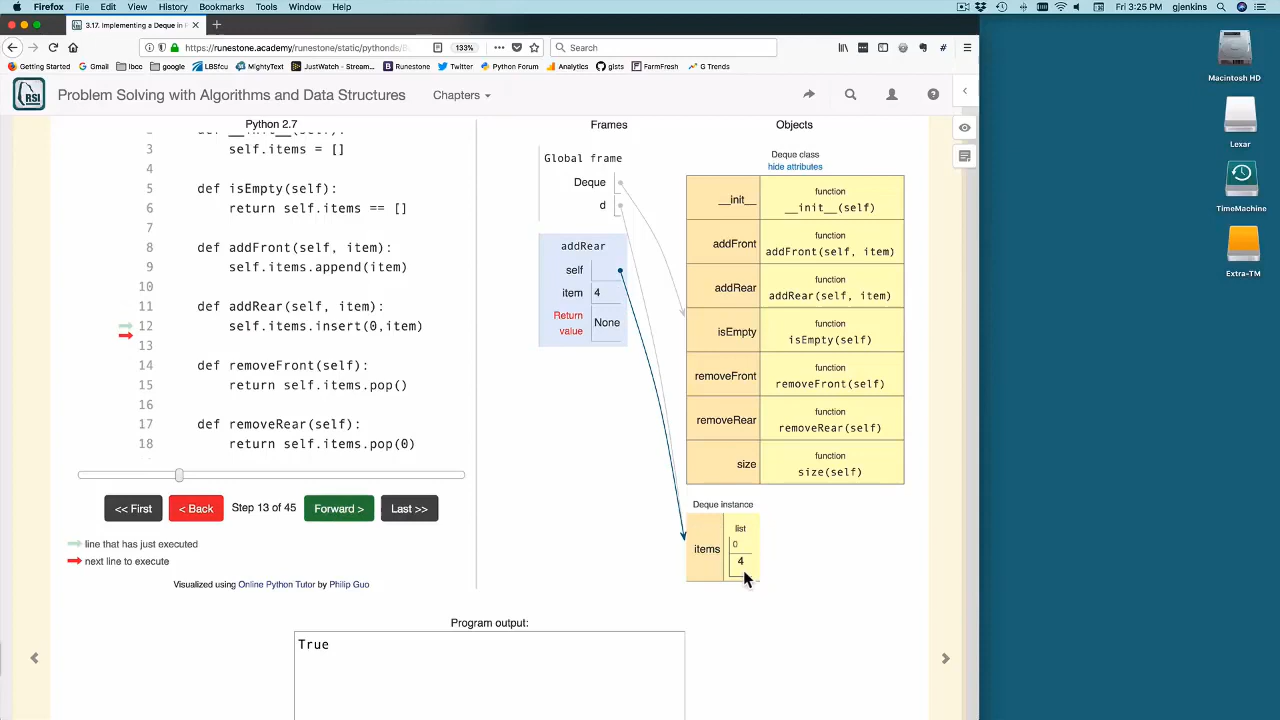 Firefox File Edit View History Bookmarks Tools Window Help
Fri 3:25 PM gjenkins
3.17. Implementing a Deque in
https://runestone.academy/runestone/static/pythonds/B
133%
Search
Getting Started Gmail lbcc google LBSfcu MightyText JustWatch - Stream... Runestone Twitter Python Forum Analytics gists FarmFresh G Trends
RSI
Problem Solving with Algorithms and Data Structures
Chapters
Python 2.7
2 def __init__(self):
3 self.items = []
4
5 def isEmpty(self):
6 return self.items == []
7
8 def addFront(self, item):
9 self.items.append(item)
10
11 def addRear(self, item):
12 self.items.insert(0,item)
13
14 def removeFront(self):
15 return self.items.pop()
16
17 def removeRear(self):
18 return self.items.pop(0)
<< First
< Back
Step 13 of 45
Forward >
Last >>
line that has just executed
next line to execute
Visualized using Online Python Tutor by Philip Guo
Frames
Global frame
Deque
d
addRear
self
item 4
Return value None
Objects
Deque class
hide attributes
__init__ function __init__(self)
addFront function addFront(self, item)
addRear function addRear(self, item)
isEmpty function isEmpty(self)
removeFront function removeFront(self)
removeRear function removeRear(self)
size function size(self)
Deque instance
items
list
0
4
Program output:
True
Macintosh HD
Lexar
TimeMachine
Extra-TM